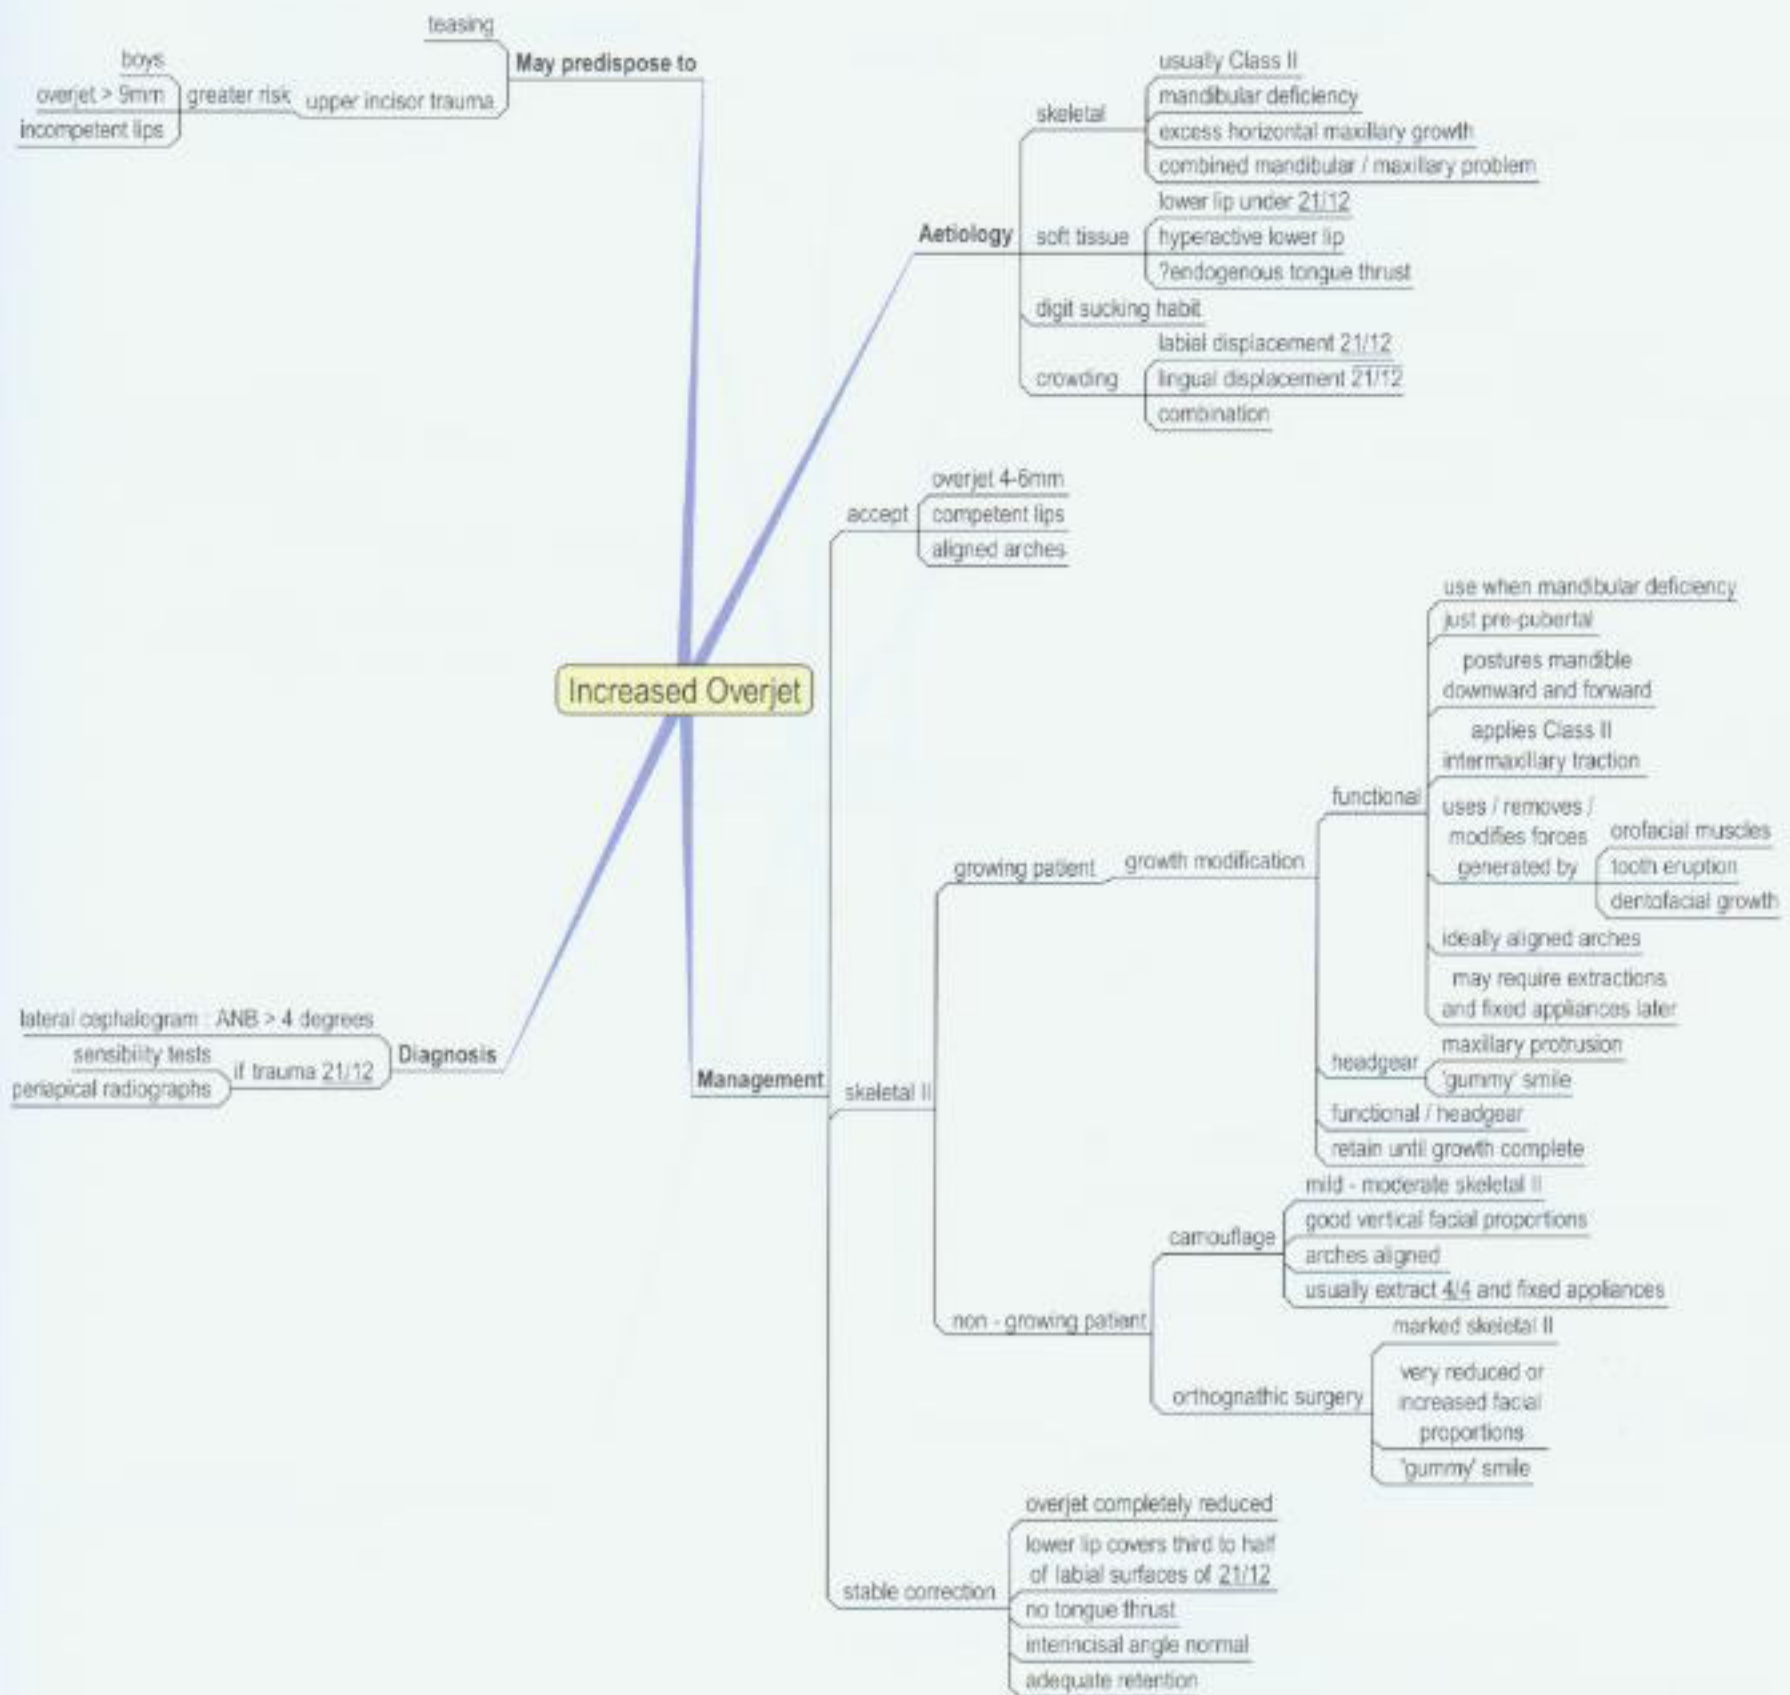 teasing
May predispose to
boys
overjet > 9mm
incompetent lips
greater risk
upper incisor trauma
Aetiology
skeletal
usually Class II
mandibular deficiency
excess horizontal maxillary growth
combined mandibular / maxillary problem
soft tissue
lower lip under 21/12
hyperactive lower lip
?endogenous tongue thrust
digit sucking habit
crowding
labial displacement 21/12
lingual displacement 21/12
combination
Increased Overjet
Diagnosis
lateral cephalogram : ANB > 4 degrees
if trauma 21/12
sensibility tests
periapical radiographs
Management
accept
overjet 4-6mm
competent lips
aligned arches
skeletal II
growing patient
growth modification
functional
use when mandibular deficiency
just pre-pubertal
postures mandible
downward and forward
applies Class II
intermaxillary traction
uses / removes /
modifies forces
generated by
orofacial muscles
tooth eruption
dentofacial growth
ideally aligned arches
may require extractions
and fixed appliances later
headgear
maxillary protrusion
'gummy' smile
functional / headgear
retain until growth complete
non - growing patient
camouflage
mild - moderate skeletal II
good vertical facial proportions
arches aligned
usually extract 4/4 and fixed appliances
orthognathic surgery
marked skeletal II
very reduced or
increased facial
proportions
'gummy' smile
stable correction
overjet completely reduced
lower lip covers third to half
of labial surfaces of 21/12
no tongue thrust
interincisal angle normal
adequate retention